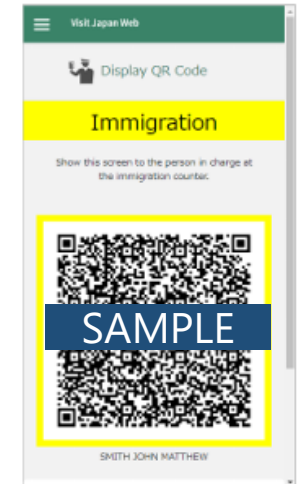 Visit Japan Web
Display QR Code
Immigration
Show this screen to the person in charge at
the immigration counter.
SAMPLE
SMITH JOHN MATTHEW